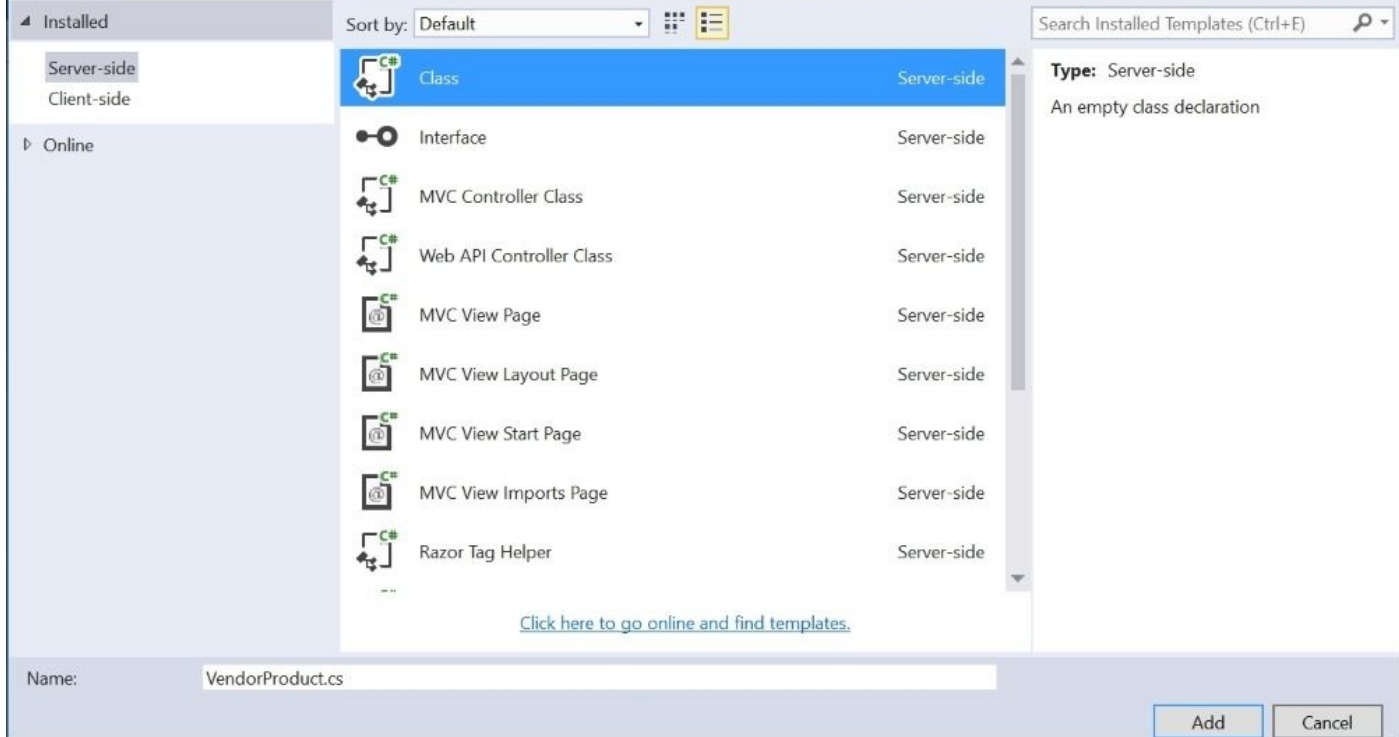 Installed
Server-side
Client-side
Online
Sort by: Default
Search Installed Templates (Ctrl+E)
C# Class Server-side
Interface Server-side
C# MVC Controller Class Server-side
C# Web API Controller Class Server-side
C# @ MVC View Page Server-side
C# @ MVC View Layout Page Server-side
C# @ MVC View Start Page Server-side
C# @ MVC View Imports Page Server-side
C# Razor Tag Helper Server-side
Click here to go online and find templates.
Type: Server-side
An empty class declaration
Name: VendorProduct.cs
Add Cancel